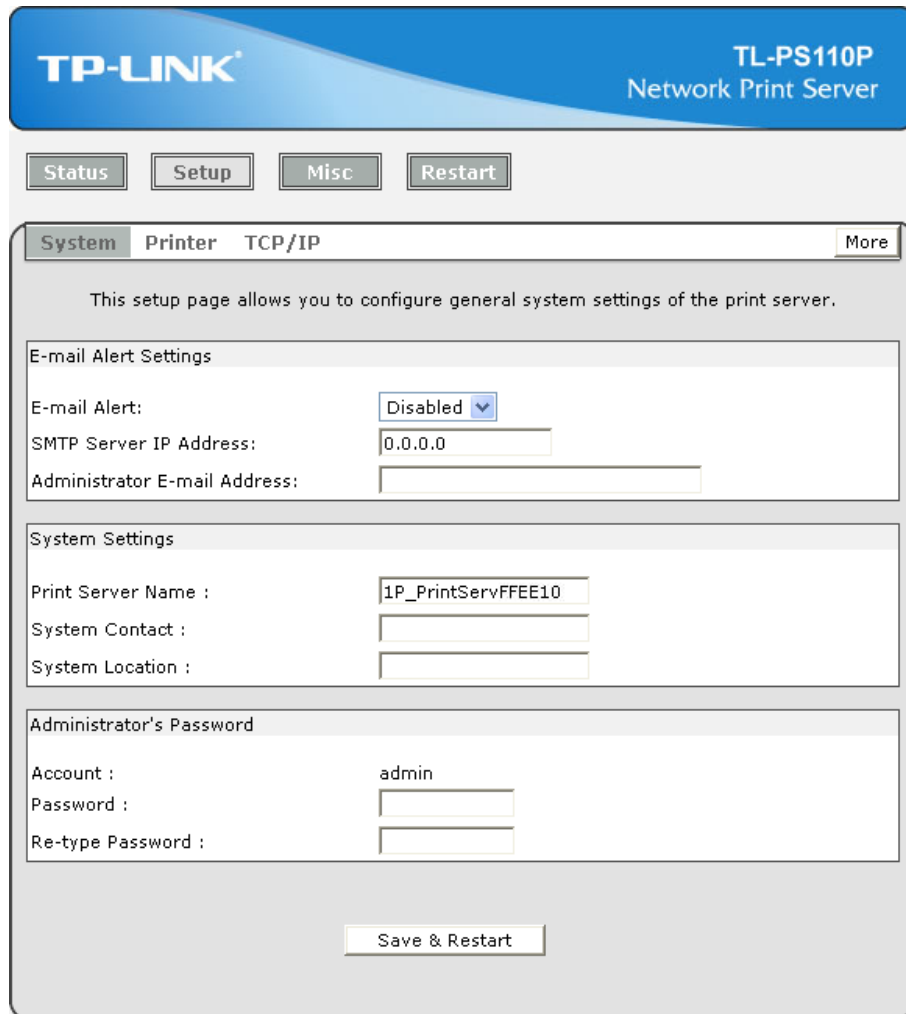 TP-LINK®
TL-PS110P
Network Print Server
Status Setup Misc Restart
System Printer TCP/IP More
This setup page allows you to configure general system settings of the print server.
E-mail Alert Settings
E-mail Alert: Disabled
SMTP Server IP Address: 0.0.0.0
Administrator E-mail Address:
System Settings
Print Server Name : 1P_PrintServFFEE10
System Contact :
System Location :
Administrator's Password
Account : admin
Password :
Re-type Password :
Save & Restart